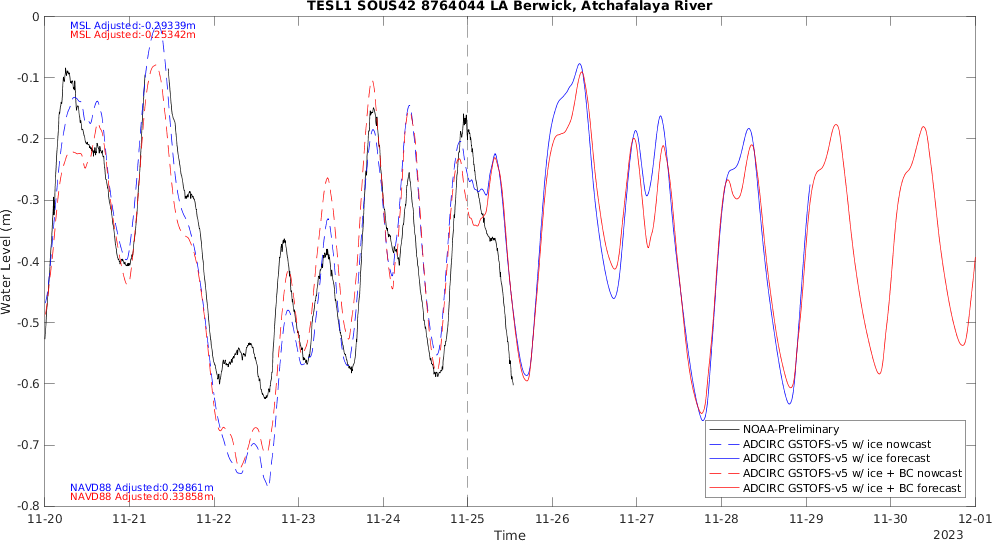 TESL1 SOUS42 8764044 LA Berwick, Atchafalaya River
MSL Adjusted:-0.29339m
MSL Adjusted:-0.25342m
0
-0.1
-0.2
-0.3
-0.4
-0.5
-0.6
-0.7
-0.8
Water Level (m)
NOAA-Preliminary
ADCIRC GSTOFS-v5 w/ ice nowcast
ADCIRC GSTOFS-v5 w/ ice forecast
ADCIRC GSTOFS-v5 w/ ice + BC nowcast
ADCIRC GSTOFS-v5 w/ ice + BC forecast
NAVD88 Adjusted:0.29861m
NAVD88 Adjusted:0.33858m
11-20 11-21 11-22 11-23 11-24 11-25 11-26 11-27 11-28 11-29 11-30 12-01
Time
2023